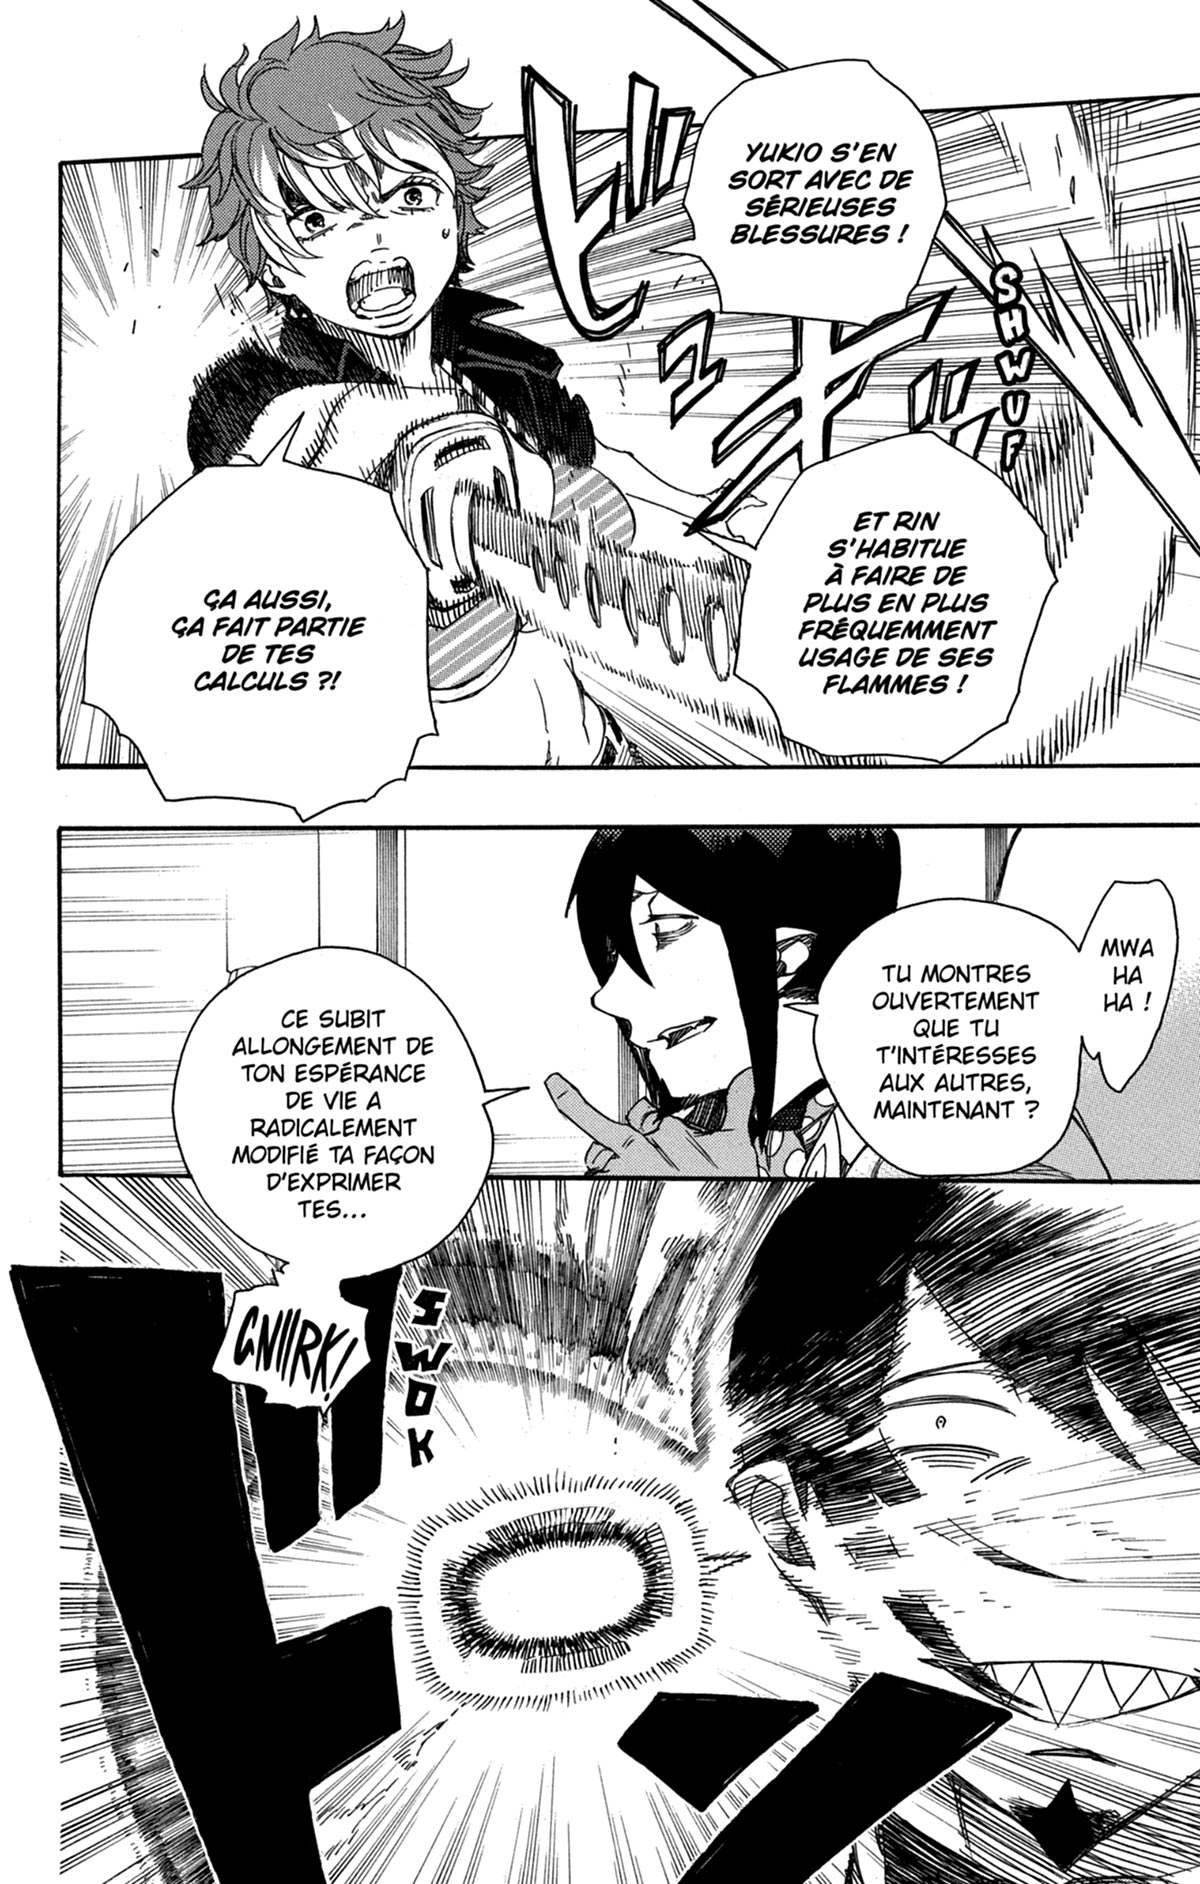 YUKIO S'EN
SORT AVEC DE
SÉRIEUSES
BLESSURES !
SHWUF
ET RIN
S'HABITUE
À FAIRE DE
PLUS EN PLUS
FRÉQUEMMENT
USAGE DE SES
FLAMMES !
ÇA AUSSI,
ÇA FAIT PARTIE
DE TES
CALCULS ?!
MWA
HA
HA !
TU MONTRES
OUVERTEMENT
QUE TU
T'INTÉRESSES
AUX AUTRES,
MAINTENANT ?
CE SUBIT
ALLONGEMENT DE
TON ESPÉRANCE
DE VIE A
RADICALEMENT
MODIFIÉ TA FAÇON
D'EXPRIMER
TES...
GNIIRK!
SWOK